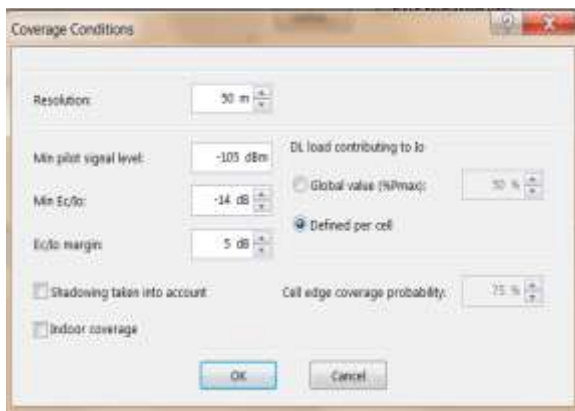 Coverage Conditions
Resolution: 50 m
Min pilot signal level: -105 dBm DL load contributing to Io
Global value (%Pmax): 50 %
Min Ec/Io: -14 dB
Defined per cell
Ec/Io margin: 5 dB
Shadowing taken into account Cell edge coverage probability: 75 %
Indoor coverage
OK Cancel